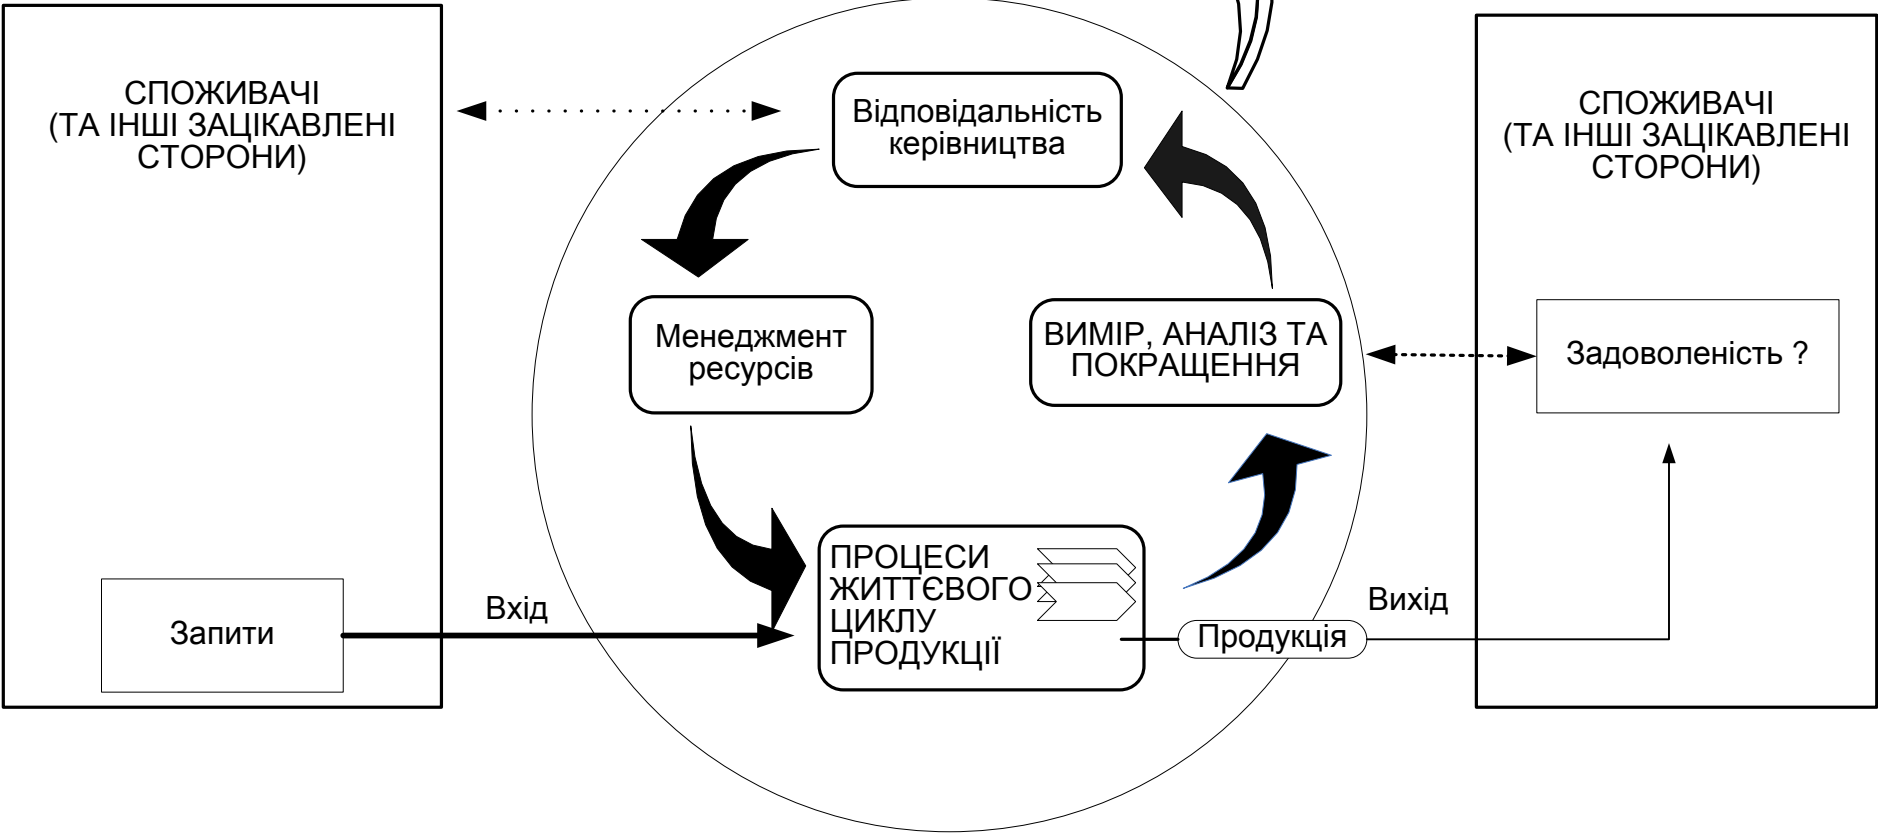 СПОЖИВАЧІ
(ТА ІНШІ ЗАЦІКАВЛЕНІ
СТОРОНИ)
Запити
Вхід
Відповідальність
керівництва
Менеджмент
ресурсів
ВИМІР, АНАЛІЗ ТА
ПОКРАЩЕННЯ
ПРОЦЕСИ
ЖИТТЄВОГО
ЦИКЛУ
ПРОДУКЦІЇ
Продукція
Вихід
СПОЖИВАЧІ
(ТА ІНШІ ЗАЦІКАВЛЕНІ
СТОРОНИ)
Задоволеність ?